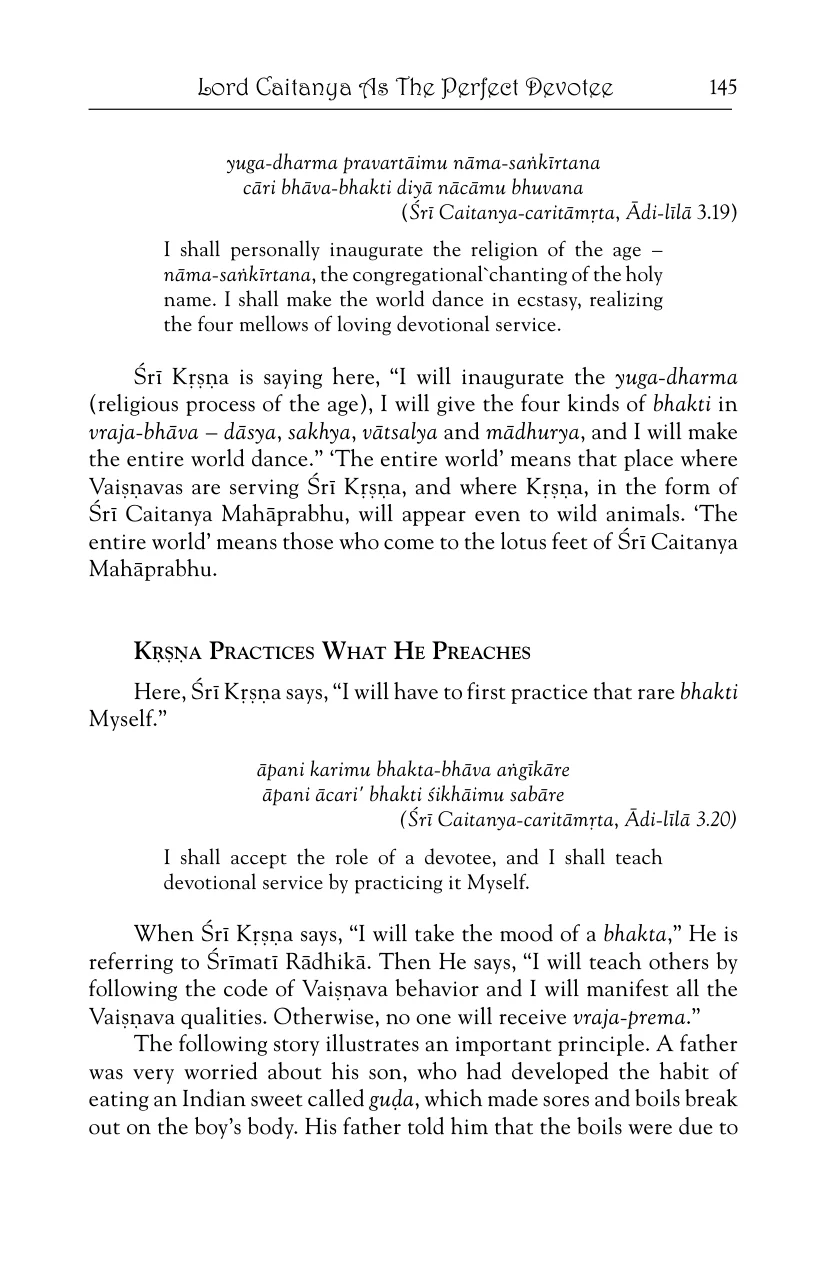 Lord Caitanya As The Perfect Devotee 145
yuga-dharma pravartāimu nāma-saṅkīrtana
cāri bhāva-bhakti diyā nācāmu bhuvana
(Śrī Caitanya-caritāmṛta, Ādi-līlā 3.19)
I shall personally inaugurate the religion of the age –
nāma-saṅkīrtana, the congregational`chanting of the holy
name. I shall make the world dance in ecstasy, realizing
the four mellows of loving devotional service.
Śrī Kṛṣṇa is saying here, “I will inaugurate the yuga-dharma
(religious process of the age), I will give the four kinds of bhakti in
vraja-bhāva – dāsya, sakhya, vātsalya and mādhurya, and I will make
the entire world dance.” ‘The entire world’ means that place where
Vaiṣṇavas are serving Śrī Kṛṣṇa, and where Kṛṣṇa, in the form of
Śrī Caitanya Mahāprabhu, will appear even to wild animals. ‘The
entire world’ means those who come to the lotus feet of Śrī Caitanya
Mahāprabhu.
Kṛṣṇa Practices What He Preaches
Here, Śrī Kṛṣṇa says, “I will have to first practice that rare bhakti
Myself.”
āpani karimu bhakta-bhāva aṅgīkāre
āpani ācari' bhakti śikhāimu sabāre
(Śrī Caitanya-caritāmṛta, Ādi-līlā 3.20)
I shall accept the role of a devotee, and I shall teach
devotional service by practicing it Myself.
When Śrī Kṛṣṇa says, “I will take the mood of a bhakta,” He is
referring to Śrīmatī Rādhikā. Then He says, “I will teach others by
following the code of Vaiṣṇava behavior and I will manifest all the
Vaiṣṇava qualities. Otherwise, no one will receive vraja-prema.”
The following story illustrates an important principle. A father
was very worried about his son, who had developed the habit of
eating an Indian sweet called guḍa, which made sores and boils break
out on the boy’s body. His father told him that the boils were due to